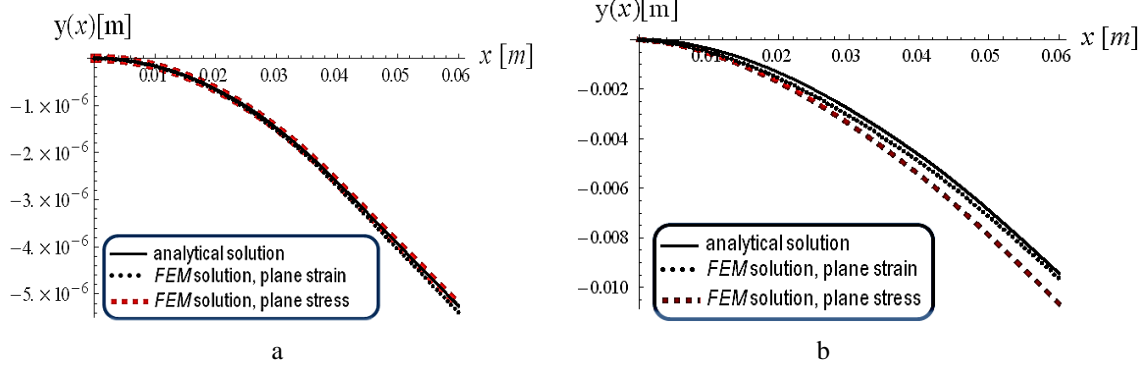 y(x)[m]
x [m]
0.01 0.02 0.03 0.04 0.05 0.06
−1. × 10⁻⁶
−2. × 10⁻⁶
−3. × 10⁻⁶
−4. × 10⁻⁶
−5. × 10⁻⁶
analytical solution
FEM solution, plane strain
FEM solution, plane stress
a
y(x)[m]
x [m]
0.01 0.02 0.03 0.04 0.05 0.06
−0.002
−0.004
−0.006
−0.008
−0.010
analytical solution
FEM solution, plane strain
FEM solution, plane stress
b